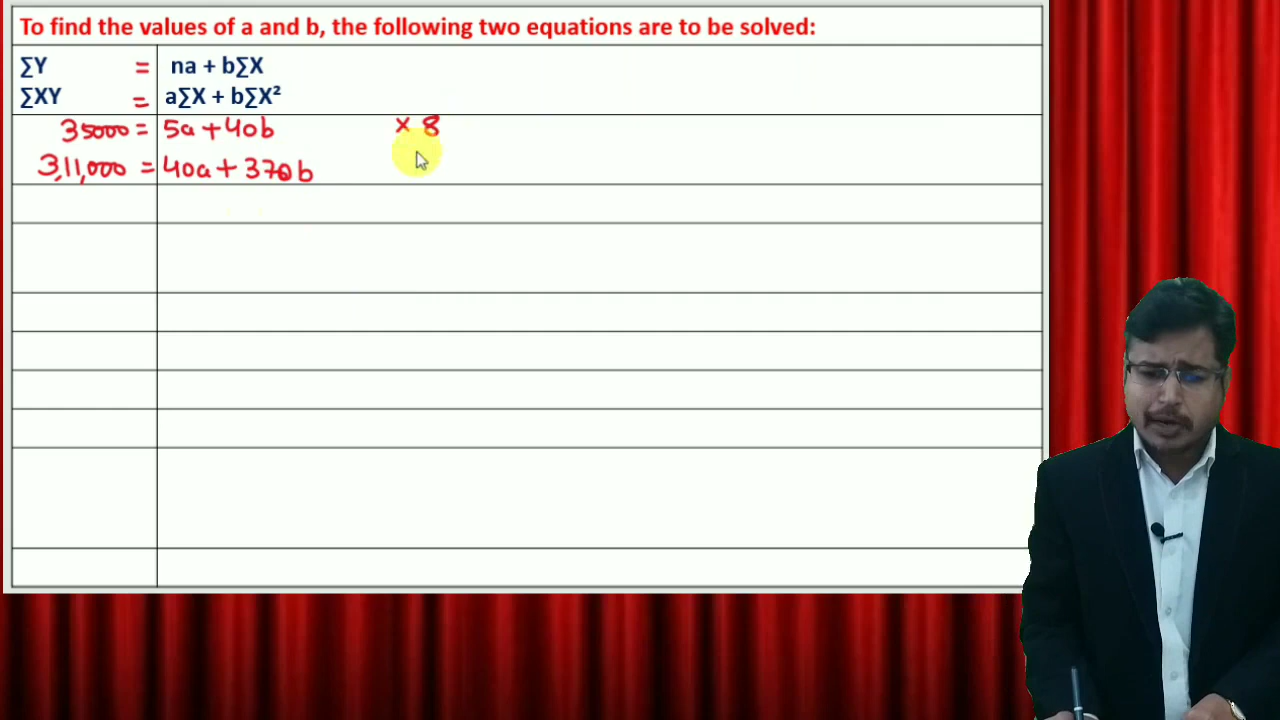 To find the values of a and b, the following two equations are to be solved:
∑Y = na + b∑X
∑XY = a∑X + b∑X²
35000 = 5a + 40b × 8
3,11,000 = 40a + 370b